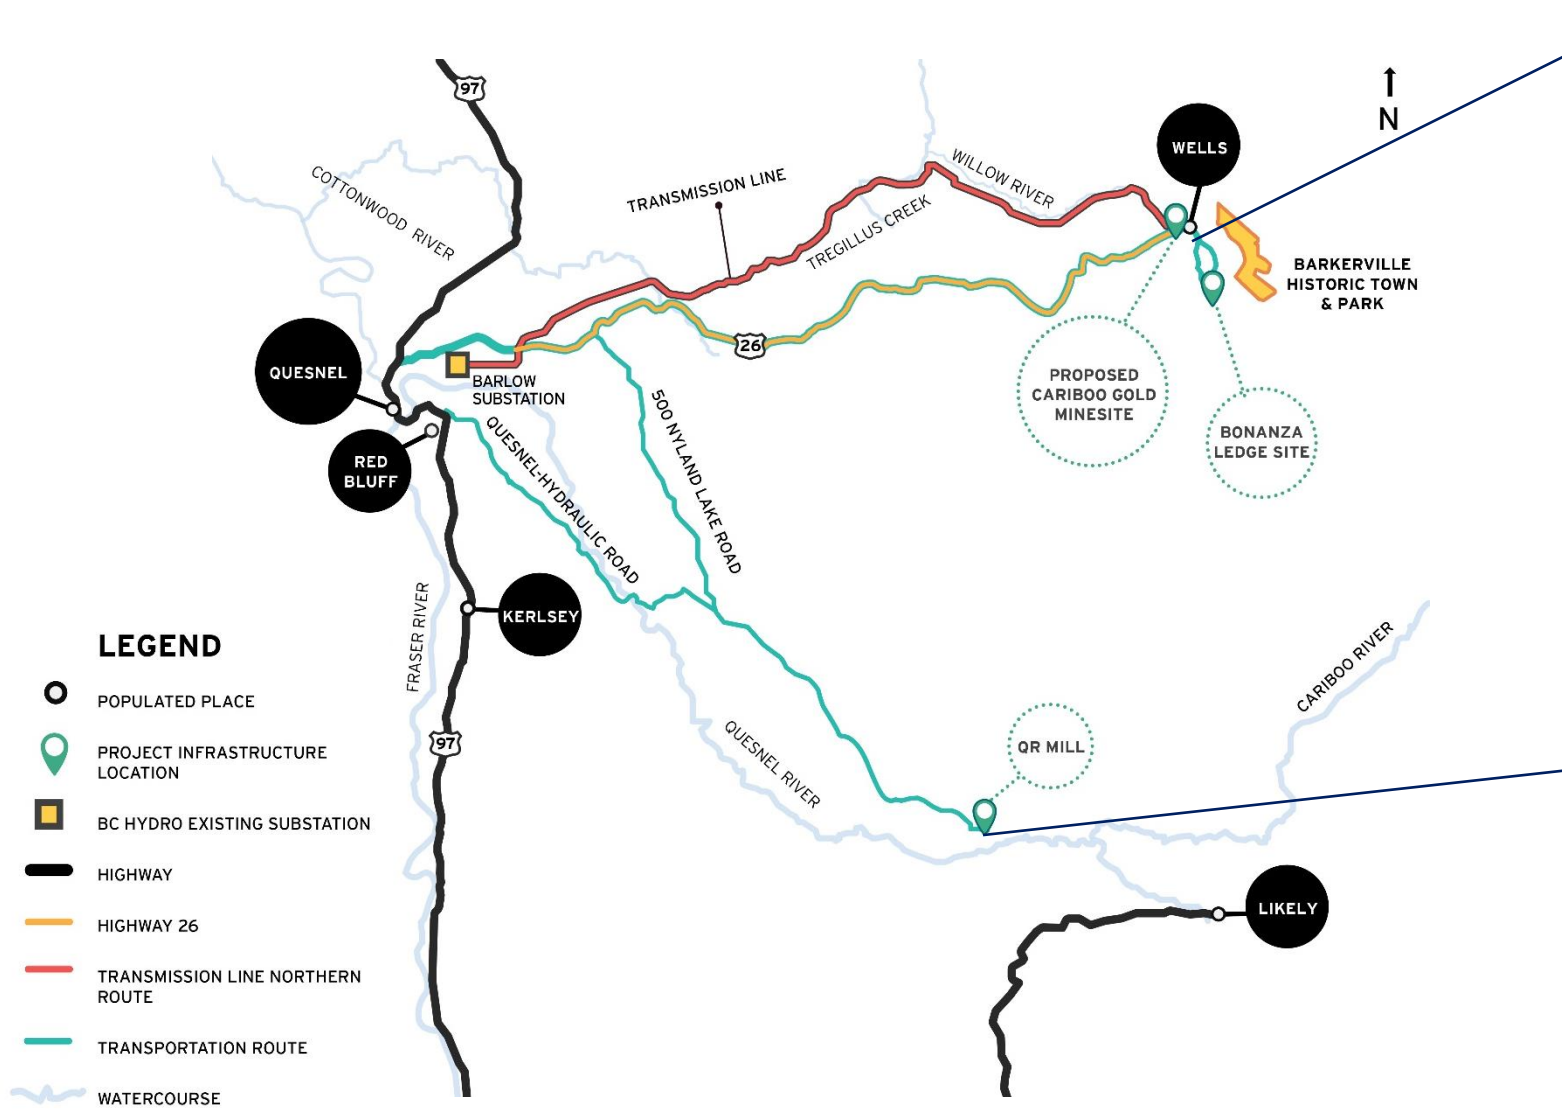 97
N
WELLS
COTTONWOOD RIVER
TRANSMISSION LINE
WILLOW RIVER
TREGILLUS CREEK
BARKERVILLE
HISTORIC TOWN
& PARK
26
QUESNEL
BARLOW
SUBSTATION
PROPOSED
CARIBOO GOLD
MINESITE
BONANZA
LEDGE SITE
RED
BLUFF
QUESNEL-HYDRAULIC ROAD
500 NYLAND LAKE ROAD
FRASER RIVER
KERLSEY
CARIBOO RIVER
97
QUESNEL RIVER
QR MILL
LIKELY
LEGEND
POPULATED PLACE
PROJECT INFRASTRUCTURE
LOCATION
BC HYDRO EXISTING SUBSTATION
HIGHWAY
HIGHWAY 26
TRANSMISSION LINE NORTHERN
ROUTE
TRANSPORTATION ROUTE
WATERCOURSE